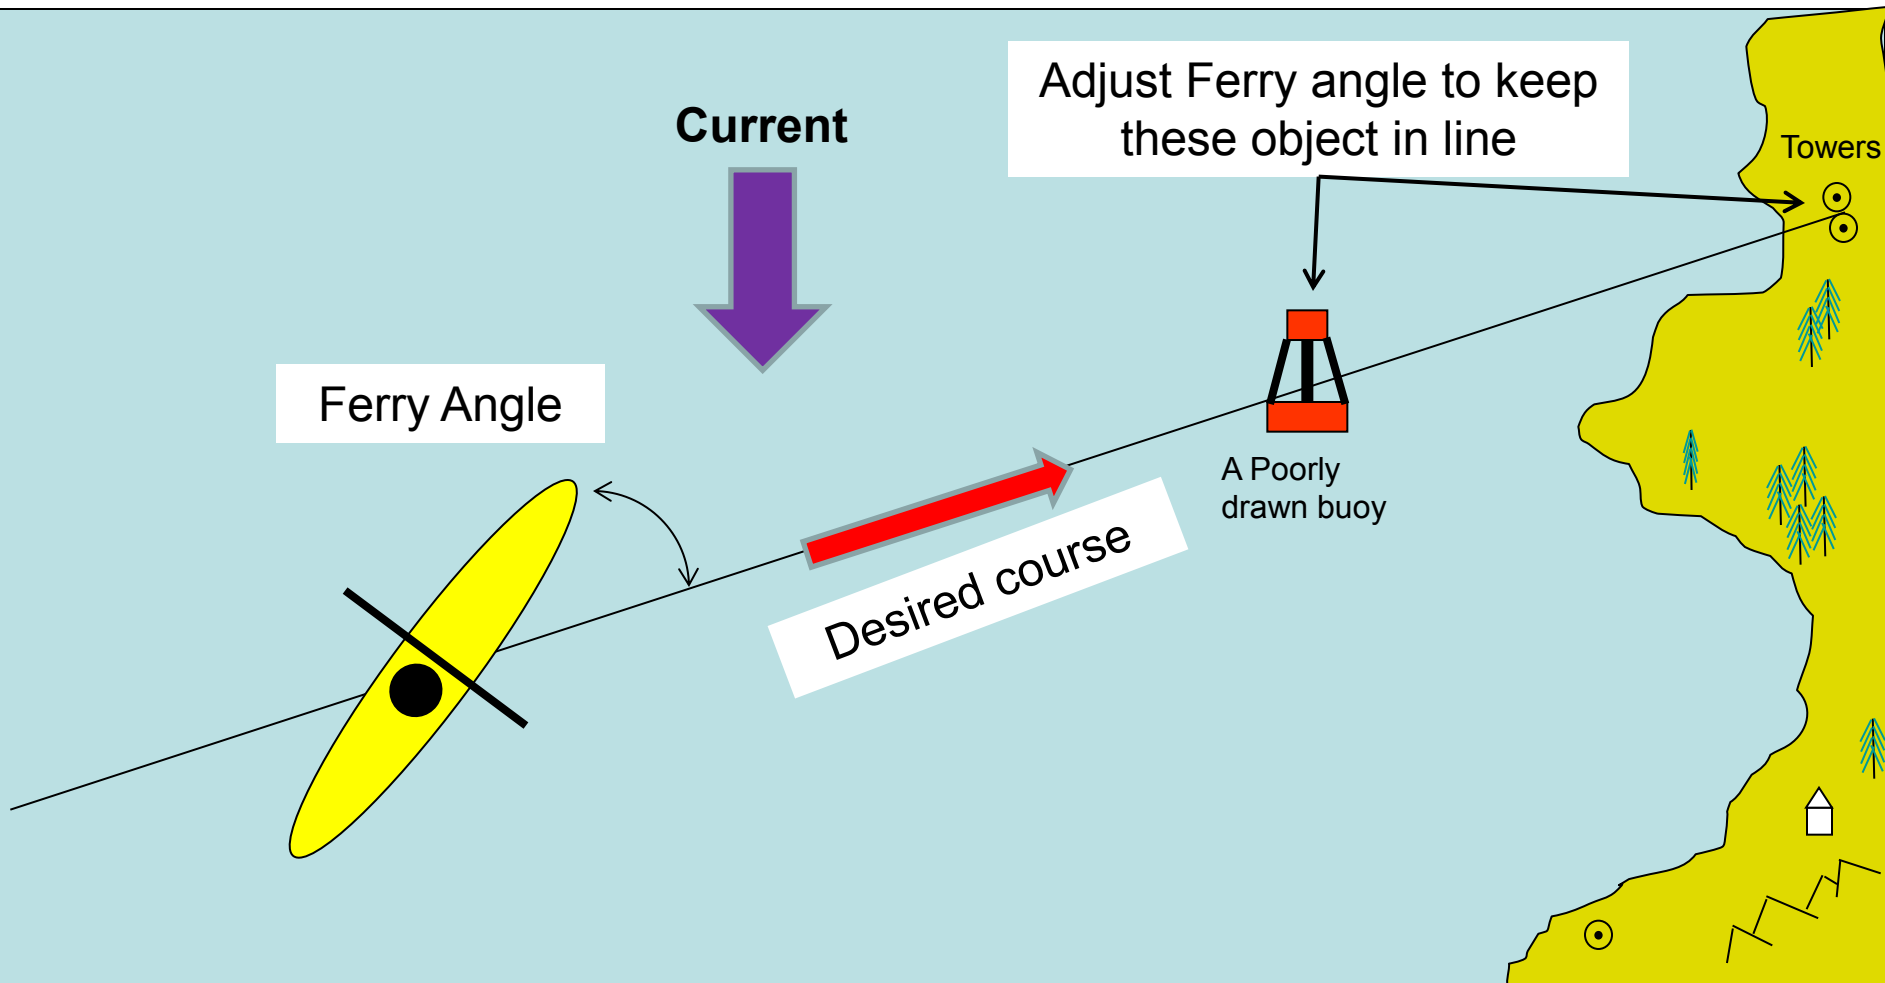 Adjust Ferry angle to keep
these object in line
Current
Towers
Ferry Angle
A Poorly
drawn buoy
Desired course